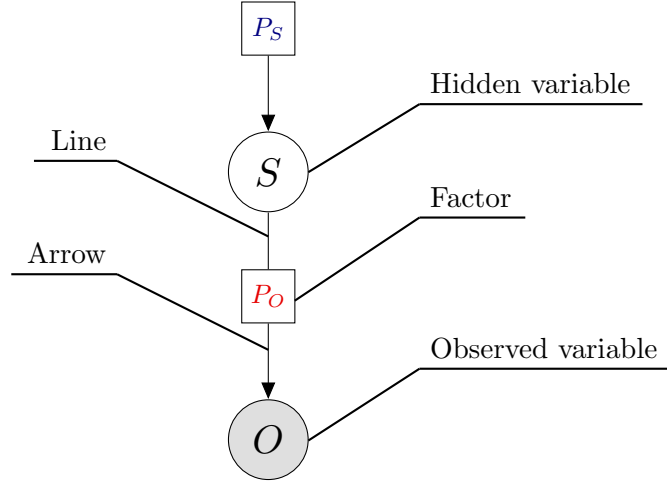 P_S
Hidden variable
Line
S
Factor
Arrow
P_O
Observed variable
O